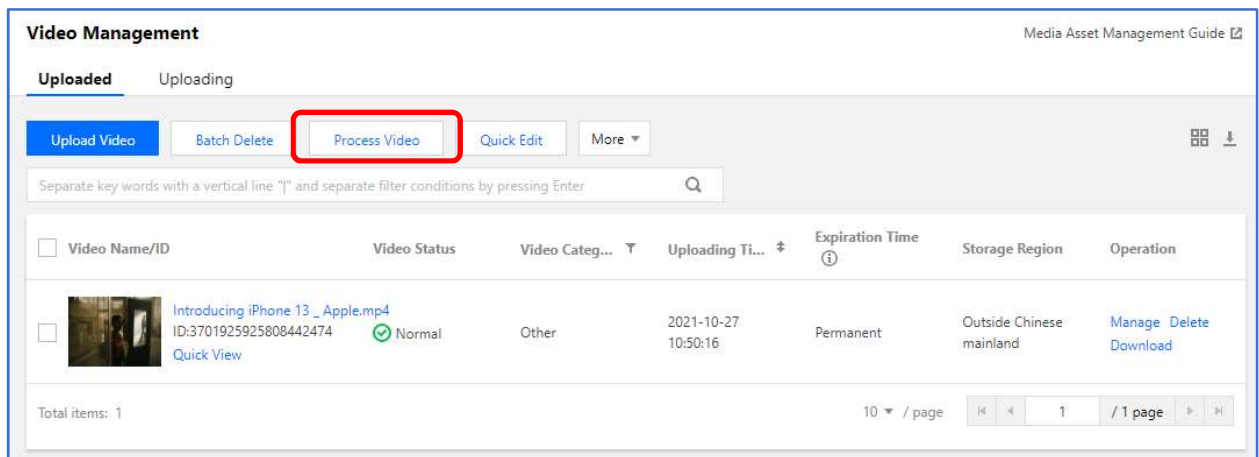 Video Management
Media Asset Management Guide
Uploaded Uploading
Upload Video Batch Delete Process Video Quick Edit More
Separate key words with a vertical line "|" and separate filter conditions by pressing Enter
Video Name/ID Video Status Video Categ... Uploading Ti... Expiration Time Storage Region Operation
Introducing iPhone 13 _ Apple.mp4
ID:3701925925808442474
Quick View
Normal
Other
2021-10-27
10:50:16
Permanent
Outside Chinese
mainland
Manage Delete
Download
Total items: 1
10 / page 1 / 1 page